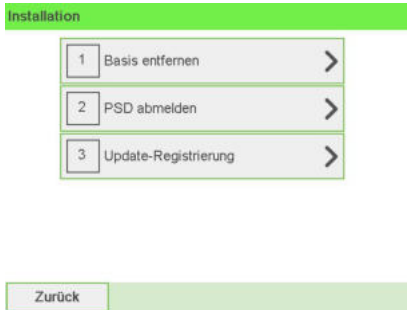 Installation
1 Basis entfernen
2 PSD abmelden
3 Update-Registrierung
Zurück